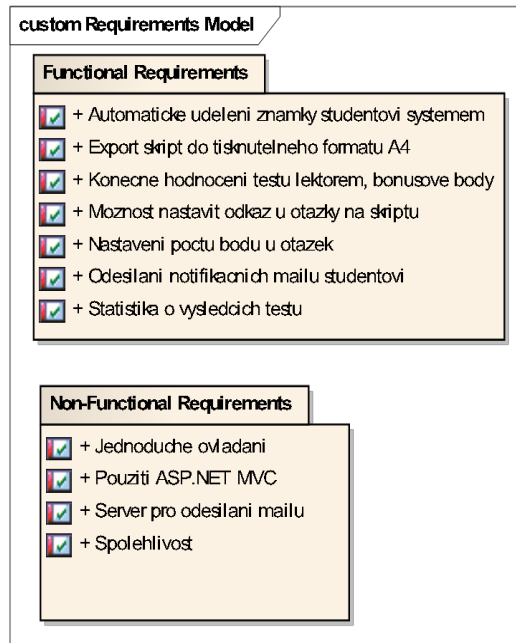 custom Requirements Model
Functional Requirements
+ Automaticke udeleni znamky studentovi systemem
+ Export skript do tisknutelneho formatu A4
+ Konecne hodnoceni testu lektorem, bonusove body
+ Moznost nastavit odkaz u otazky na skriptu
+ Nastaveni poctu bodu u otazek
+ Odesilani notifikacnich mailu studentovi
+ Statistika o vysledcich testu
Non-Functional Requirements
+ Jednoduche ovladani
+ Pouziti ASP.NET MVC
+ Server pro odesilani mailu
+ Spolehlivost